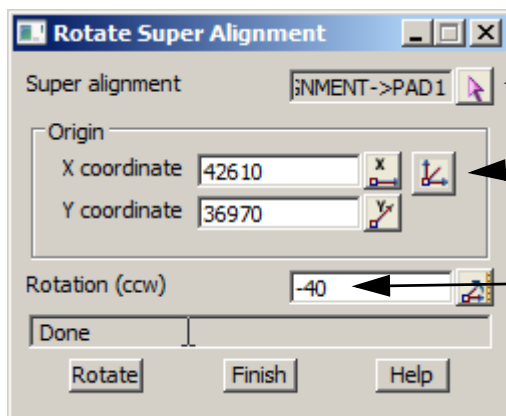 Rotate Super Alignment
Super alignment GNMENT->PAD1
Origin
X coordinate 42610 X
Y coordinate 36970 Y
Rotation (ccw) -40
Done
Rotate Finish Help